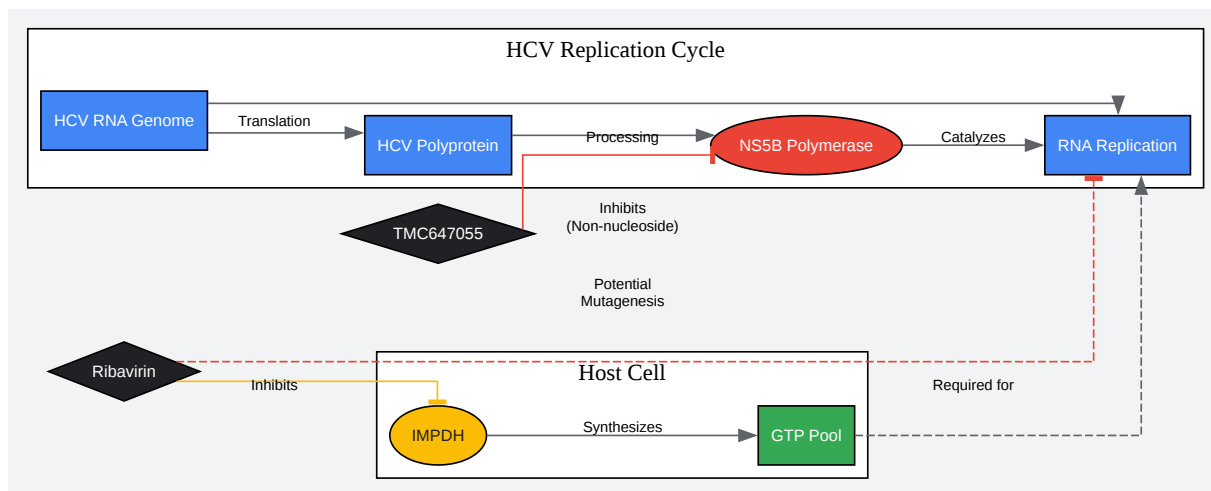 HCV Replication Cycle
HCV RNA Genome
Translation
HCV Polyprotein
Processing
NS5B Polymerase
Catalyzes
RNA Replication
TMC647055
Inhibits
(Non-nucleoside)
Potential
Mutagenesis
Ribavirin
Inhibits
Host Cell
Required for
IMPDH
Synthesizes
GTP Pool